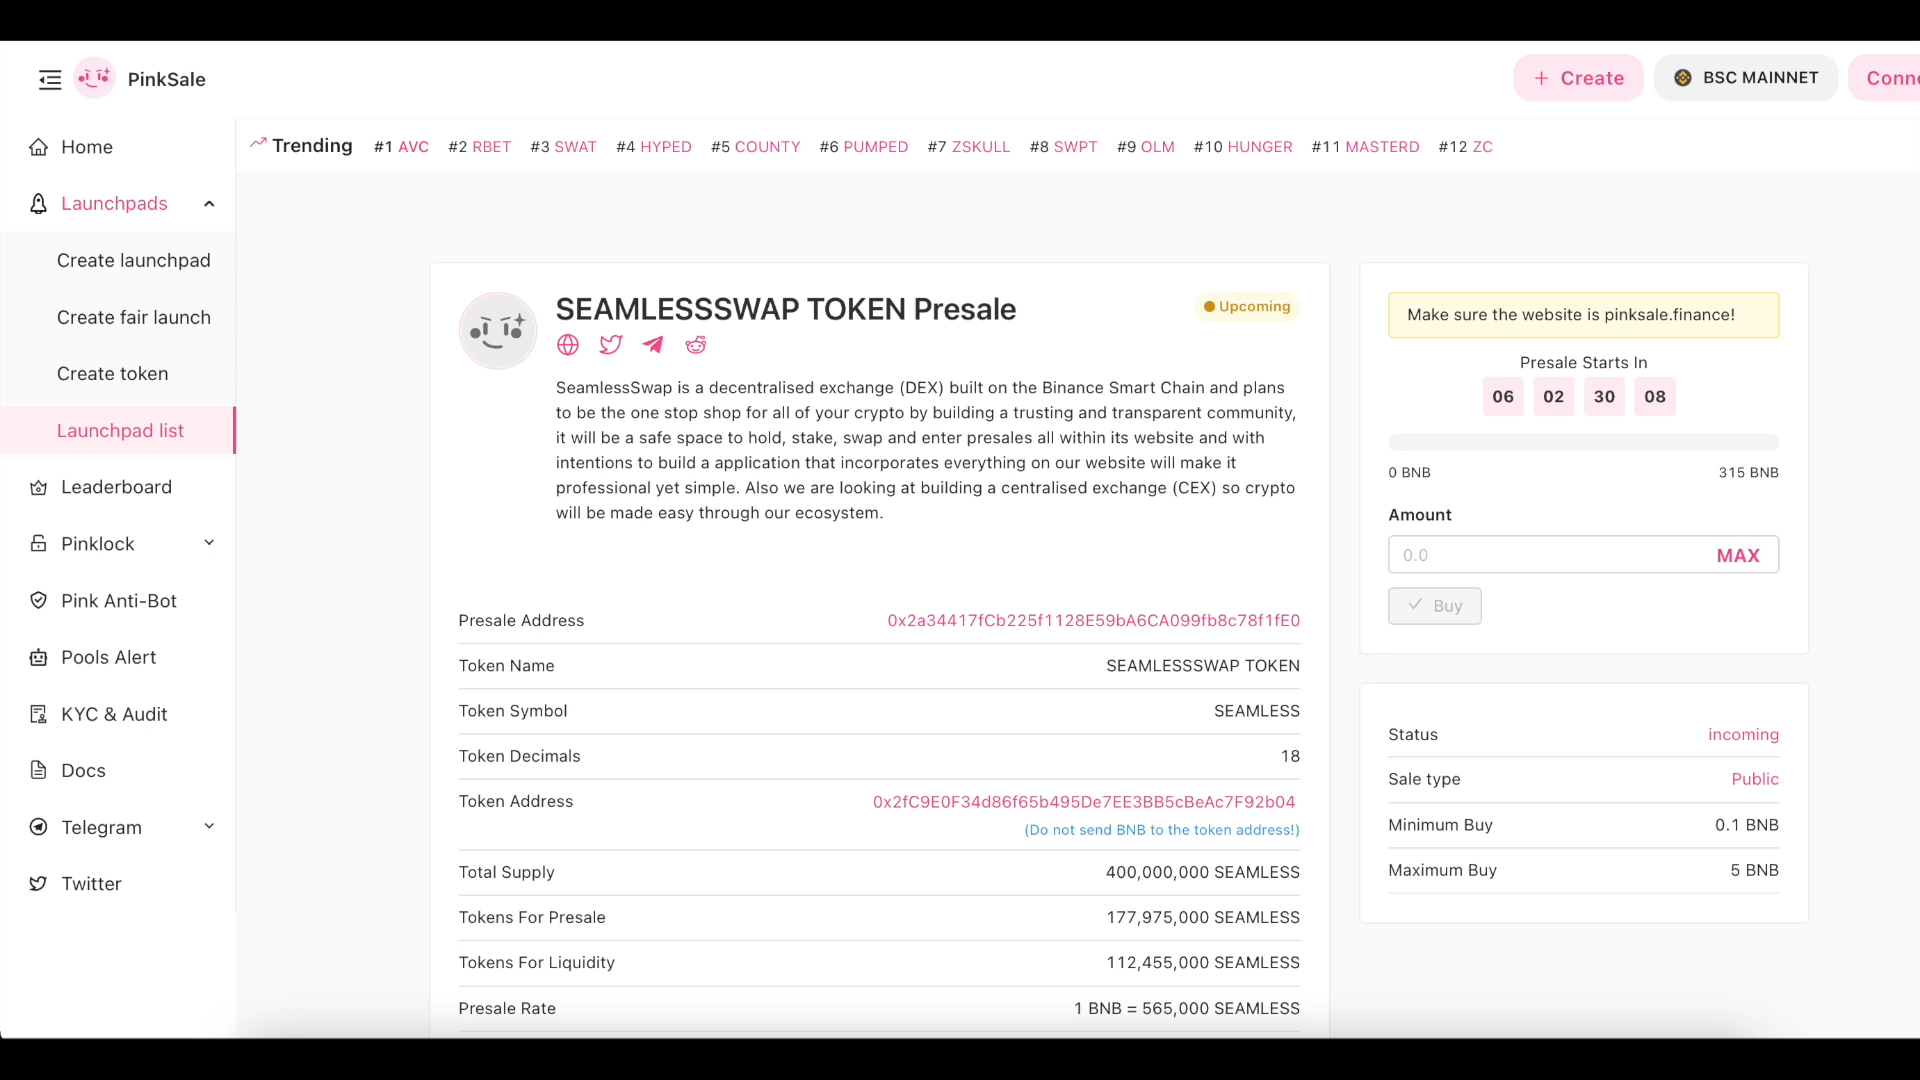 PinkSale
+ Create
BSC MAINNET
Conne
Home
Launchpads
Create launchpad
Create fair launch
Create token
Launchpad list
Leaderboard
Pinklock
Pink Anti-Bot
Pools Alert
KYC & Audit
Docs
Telegram
Twitter
Trending #1 AVC #2 RBET #3 SWAT #4 HYPED #5 COUNTY #6 PUMPED #7 ZSKULL #8 SWPT #9 OLM #10 HUNGER #11 MASTERD #12 ZC
SEAMLESSSWAP TOKEN Presale
Upcoming
SeamlessSwap is a decentralised exchange (DEX) built on the Binance Smart Chain and plans
to be the one stop shop for all of your crypto by building a trusting and transparent community,
it will be a safe space to hold, stake, swap and enter presales all within its website and with
intentions to build a application that incorporates everything on our website will make it
professional yet simple. Also we are looking at building a centralised exchange (CEX) so crypto
will be made easy through our ecosystem.
Presale Address 0x2a34417fCb225f1128E59bA6CA099fb8c78f1fE0
Token Name SEAMLESSSWAP TOKEN
Token Symbol SEAMLESS
Token Decimals 18
Token Address 0x2fC9E0F34d86f65b495De7EE3BB5cBeAc7F92b04
(Do not send BNB to the token address!)
Total Supply 400,000,000 SEAMLESS
Tokens For Presale 177,975,000 SEAMLESS
Tokens For Liquidity 112,455,000 SEAMLESS
Presale Rate 1 BNB = 565,000 SEAMLESS
Make sure the website is pinksale.finance!
Presale Starts In
06 02 30 08
0 BNB 315 BNB
Amount
0.0 MAX
Buy
Status incoming
Sale type Public
Minimum Buy 0.1 BNB
Maximum Buy 5 BNB